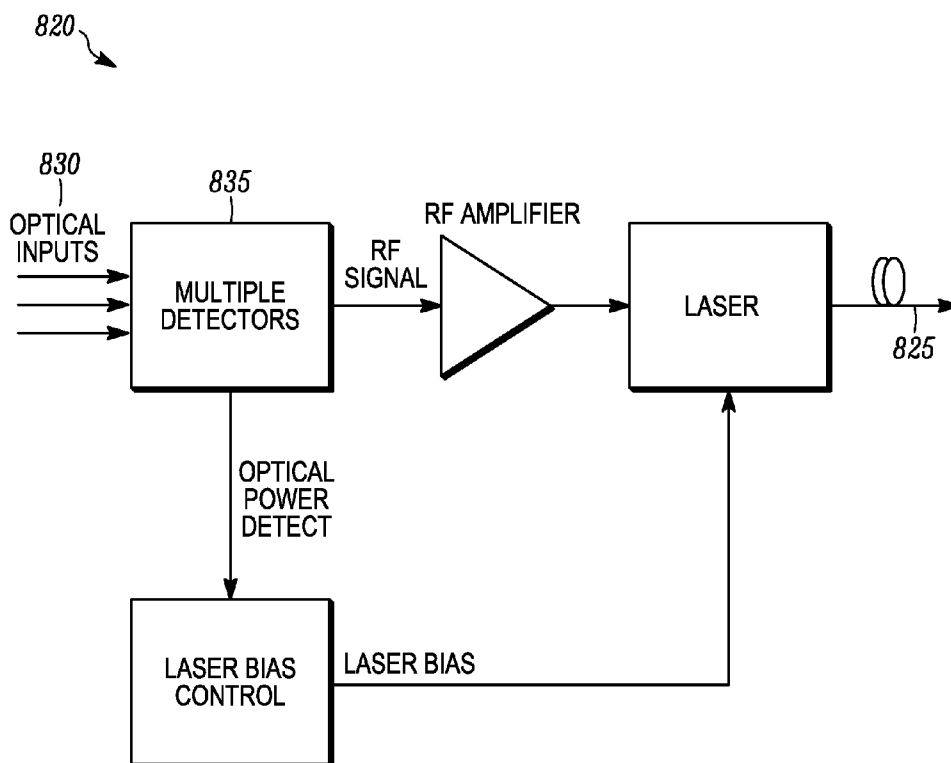 820
830
OPTICAL
INPUTS
835
MULTIPLE
DETECTORS
RF
SIGNAL
RF AMPLIFIER
LASER
825
OPTICAL
POWER
DETECT
LASER BIAS
CONTROL
LASER BIAS